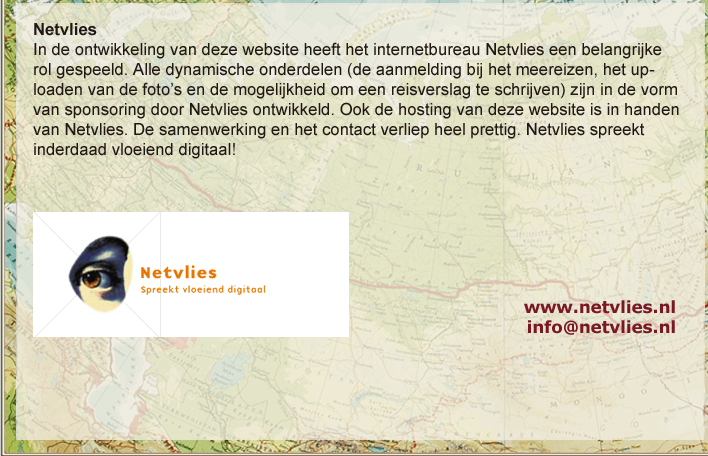 Netvlies
In de ontwikkeling van deze website heeft het internetbureau Netvlies een belangrijke
rol gespeeld. Alle dynamische onderdelen (de aanmelding bij het meereizen, het up-
loaden van de foto's en de mogelijkheid om een reisverslag te schrijven) zijn in de vorm
van sponsoring door Netvlies ontwikkeld. Ook de hosting van deze website is in handen
van Netvlies. De samenwerking en het contact verliep heel prettig. Netvlies spreekt
inderdaad vloeiend digitaal!
Netvlies
Spreekt vloeiend digitaal
www.netvlies.nl
info@netvlies.nl